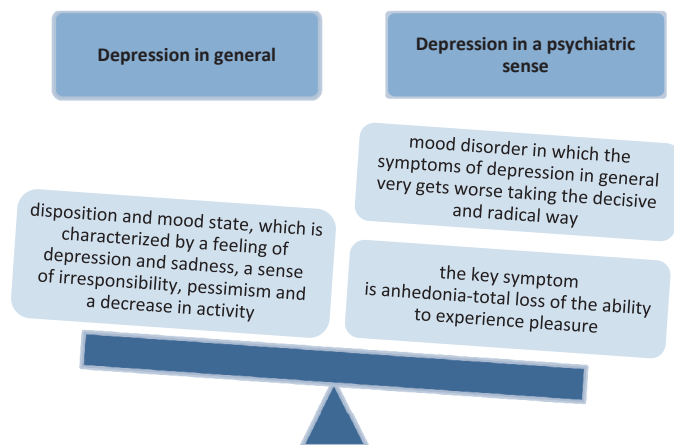 Depression in general
Depression in a psychiatric
sense
disposition and mood state, which is
characterized by a feeling of
depression and sadness, a sense
of irresponsibility, pessimism and
a decrease in activity
mood disorder in which the
symptoms of depression in general
very gets worse taking the decisive
and radical way
the key symptom
is anhedonia-total loss of the ability
to experience pleasure